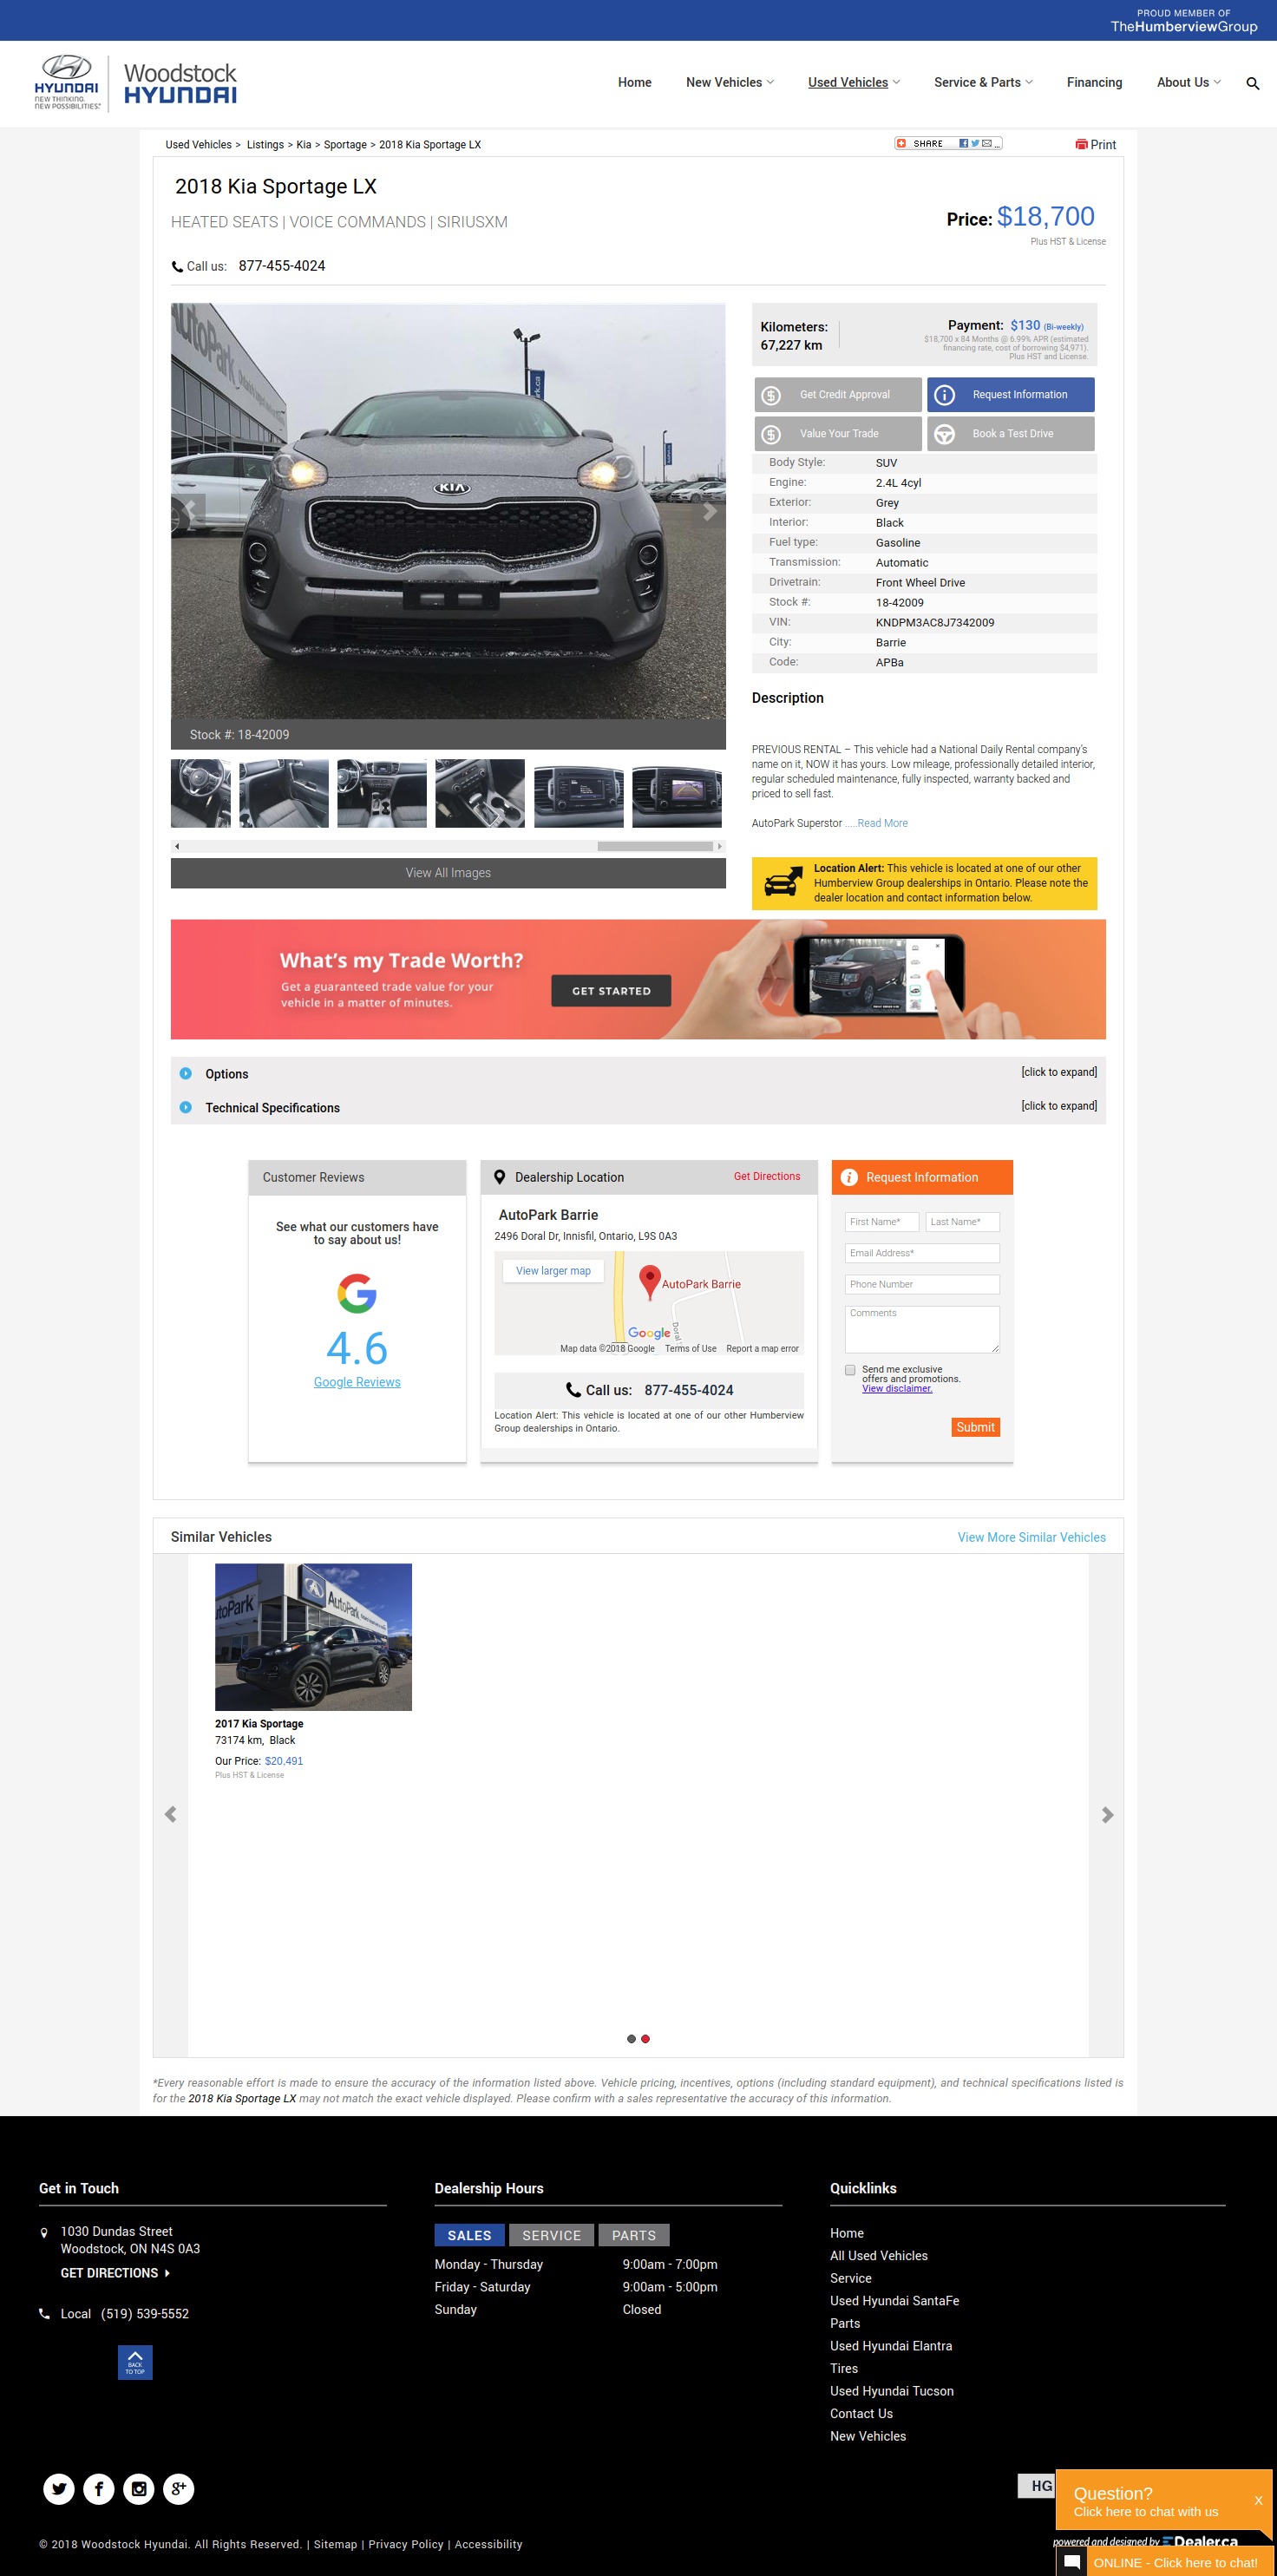 PROUD MEMBER OF
TheHumberviewGroup
HYUNDAI
NEW THINKING.
NEW POSSIBILITIES.
Woodstock
HYUNDAI
Home
New Vehicles
Used Vehicles
Service & Parts
Financing
About Us
Used Vehicles > Listings > Kia > Sportage > 2018 Kia Sportage LX
SHARE
...
Print
2018 Kia Sportage LX
HEATED SEATS | VOICE COMMANDS | SIRIUSXM
Price: $18,700
Plus HST & License
Call us: 877-455-4024
AutoPark
rk.ca
KIA
Stock #: 18-42009
View All Images
Kilometers:
67,227 km
Payment: $130 (Bi-weekly)
$18,700 x 84 Months @ 6.99% APR (estimated
financing rate, cost of borrowing $4,971).
Plus HST and License.
Get Credit Approval
Request Information
Value Your Trade
Book a Test Drive
Body Style: SUV
Engine: 2.4L 4cyl
Exterior: Grey
Interior: Black
Fuel type: Gasoline
Transmission: Automatic
Drivetrain: Front Wheel Drive
Stock #: 18-42009
VIN: KNDPM3AC8J7342009
City: Barrie
Code: APBa
Description
PREVIOUS RENTAL – This vehicle had a National Daily Rental company's
name on it, NOW it has yours. Low mileage, professionally detailed interior,
regular scheduled maintenance, fully inspected, warranty backed and
priced to sell fast.
AutoPark Superstor .....Read More
Location Alert: This vehicle is located at one of our other
Humberview Group dealerships in Ontario. Please note the
dealer location and contact information below.
What's my Trade Worth?
Get a guaranteed trade value for your
vehicle in a matter of minutes.
GET STARTED
Options
[click to expand]
Technical Specifications
[click to expand]
Customer Reviews
See what our customers have
to say about us!
4.6
Google Reviews
Dealership Location
Get Directions
AutoPark Barrie
2496 Doral Dr, Innisfil, Ontario, L9S 0A3
View larger map
AutoPark Barrie
Doral
Google
Map data ©2018 Google
Terms of Use
Report a map error
Call us: 877-455-4024
Location Alert: This vehicle is located at one of our other Humberview
Group dealerships in Ontario.
Request Information
First Name*
Last Name*
Email Address*
Phone Number
Comments
Send me exclusive
offers and promotions.
View disclaimer.
Submit
Similar Vehicles
View More Similar Vehicles
toPark
AutoPark
2017 Kia Sportage
73174 km, Black
Our Price: $20,491
Plus HST & License
*Every reasonable effort is made to ensure the accuracy of the information listed above. Vehicle pricing, incentives, options (including standard equipment), and technical specifications listed is
for the 2018 Kia Sportage LX may not match the exact vehicle displayed. Please confirm with a sales representative the accuracy of this information.
Get in Touch
1030 Dundas Street
Woodstock, ON N4S 0A3
GET DIRECTIONS
Local (519) 539-5552
BACK
TO TOP
Dealership Hours
SALES
SERVICE
PARTS
Monday - Thursday 9:00am - 7:00pm
Friday - Saturday 9:00am - 5:00pm
Sunday Closed
Quicklinks
Home
All Used Vehicles
Service
Used Hyundai SantaFe
Parts
Used Hyundai Elantra
Tires
Used Hyundai Tucson
Contact Us
New Vehicles
HG
Question?
Click here to chat with us
X
© 2018 Woodstock Hyundai. All Rights Reserved. | Sitemap | Privacy Policy | Accessibility
powered and designed by Dealer.ca
ONLINE - Click here to chat!